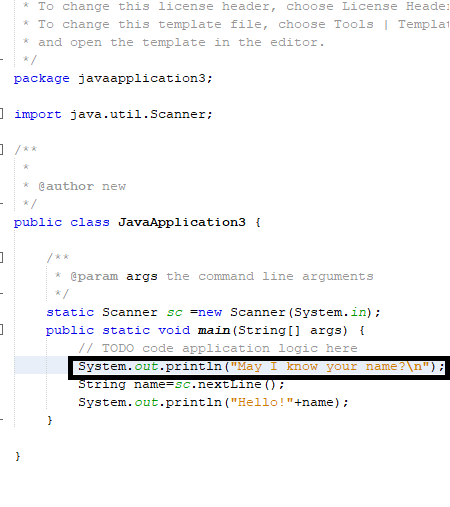 * To change this license header, choose License Header
* To change this template file, choose Tools | Templat
* and open the template in the editor.
*/
package javaapplication3;
import java.util.Scanner;
/**
*
* @author new
*/
public class JavaApplication3 {
/**
* @param args the command line arguments
*/
static Scanner sc =new Scanner(System.in);
public static void main(String[] args) {
// TODO code application logic here
System.out.println("May I know your name?\n");
String name=sc.nextLine();
System.out.println("Hello!"+name);
}
}